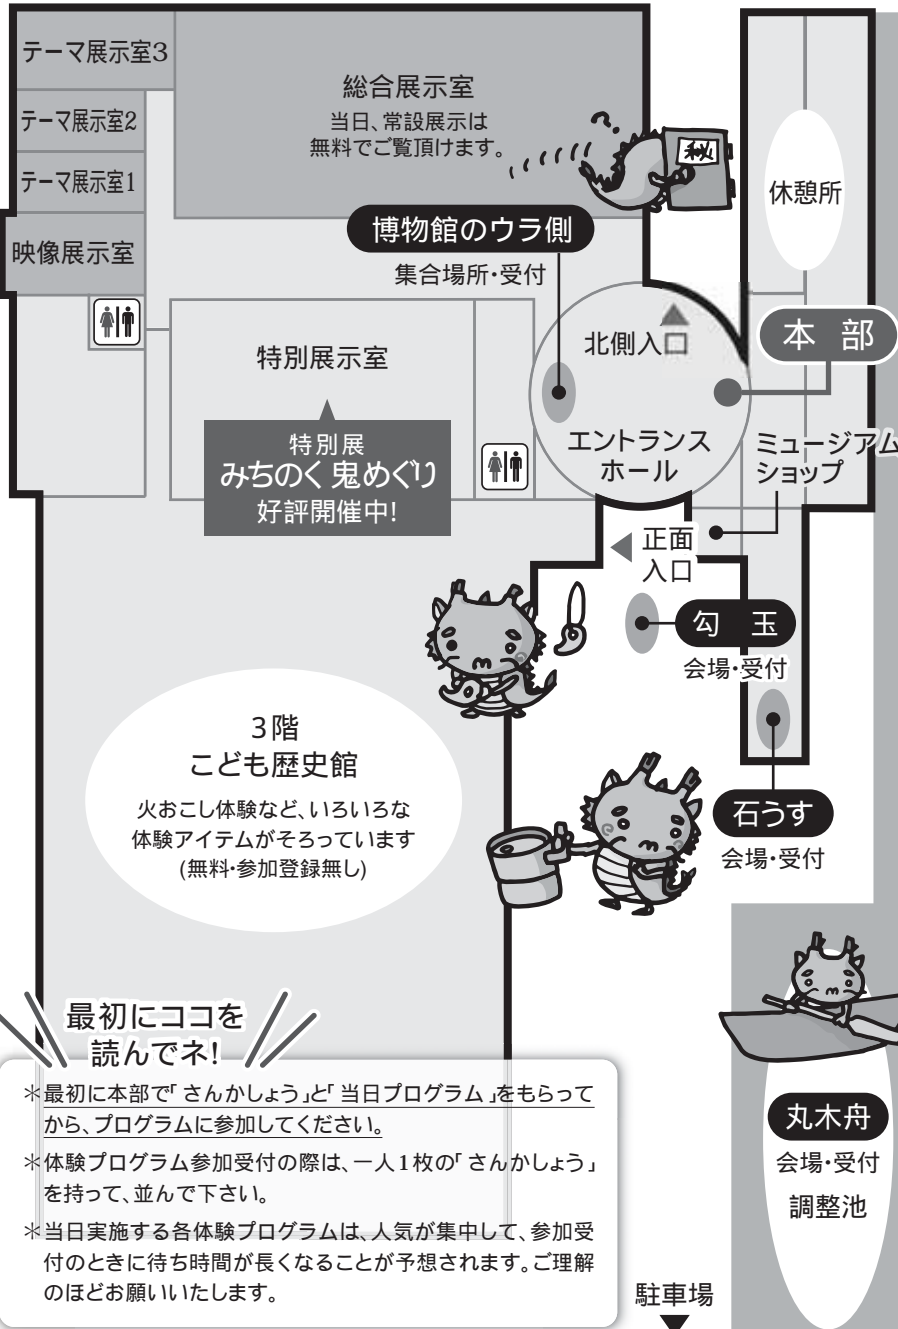 テーマ展示室3
テーマ展示室2
テーマ展示室1
映像展示室
総合展示室
当日、常設展示は
無料でご覧頂けます。
秘
休憩所
博物館のウラ側
集合場所・受付
北側入口
本 部
特別展示室
特別展
みちのく鬼めぐり
好評開催中!
エントランス
ホール
ミュージアム
ショップ
正面
入口
勾 玉
会場・受付
石うす
会場・受付
3階
こども歴史館
火おこし体験など、いろいろな
体験アイテムがそろっています
(無料・参加登録無し)
丸木舟
会場・受付
調整池
最初にココを
読んでネ!
＊最初に本部で「さんかしょう」と「当日プログラム」をもらって
から、プログラムに参加してください。
＊体験プログラム参加受付の際は、一人1枚の「さんかしょう」
を持って、並んで下さい。
＊当日実施する各体験プログラムは、人気が集中して、参加受
付のときに待ち時間が長くなることが予想されます。ご理解
のほどお願いいたします。
駐車場